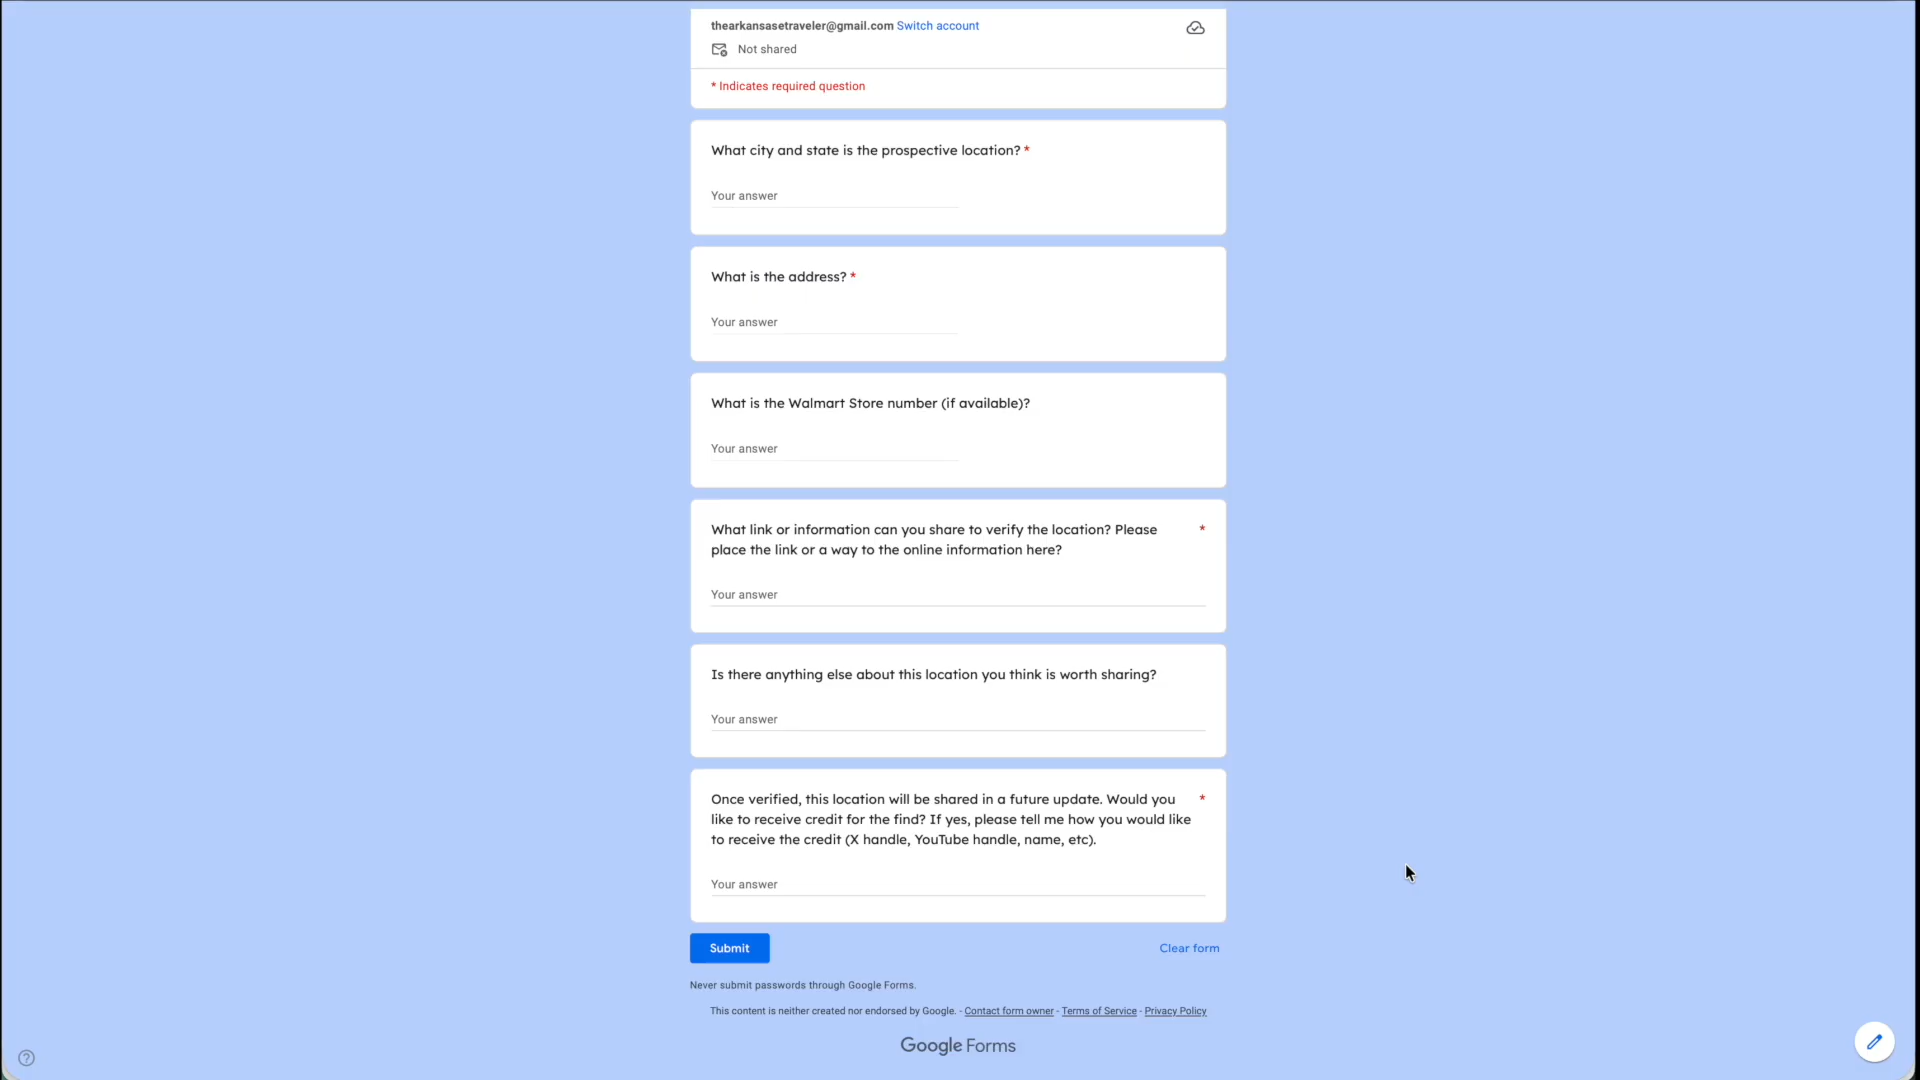 thearkansasetraveler@gmail.com Switch account
Not shared
* Indicates required question
What city and state is the prospective location? *
Your answer
What is the address? *
Your answer
What is the Walmart Store number (if available)?
Your answer
What link or information can you share to verify the location? Please *
place the link or a way to the online information here?
Your answer
Is there anything else about this location you think is worth sharing?
Your answer
Once verified, this location will be shared in a future update. Would you *
like to receive credit for the find? If yes, please tell me how you would like
to receive the credit (X handle, YouTube handle, name, etc).
Your answer
Submit
Clear form
Never submit passwords through Google Forms.
This content is neither created nor endorsed by Google. - Contact form owner - Terms of Service - Privacy Policy
Google Forms